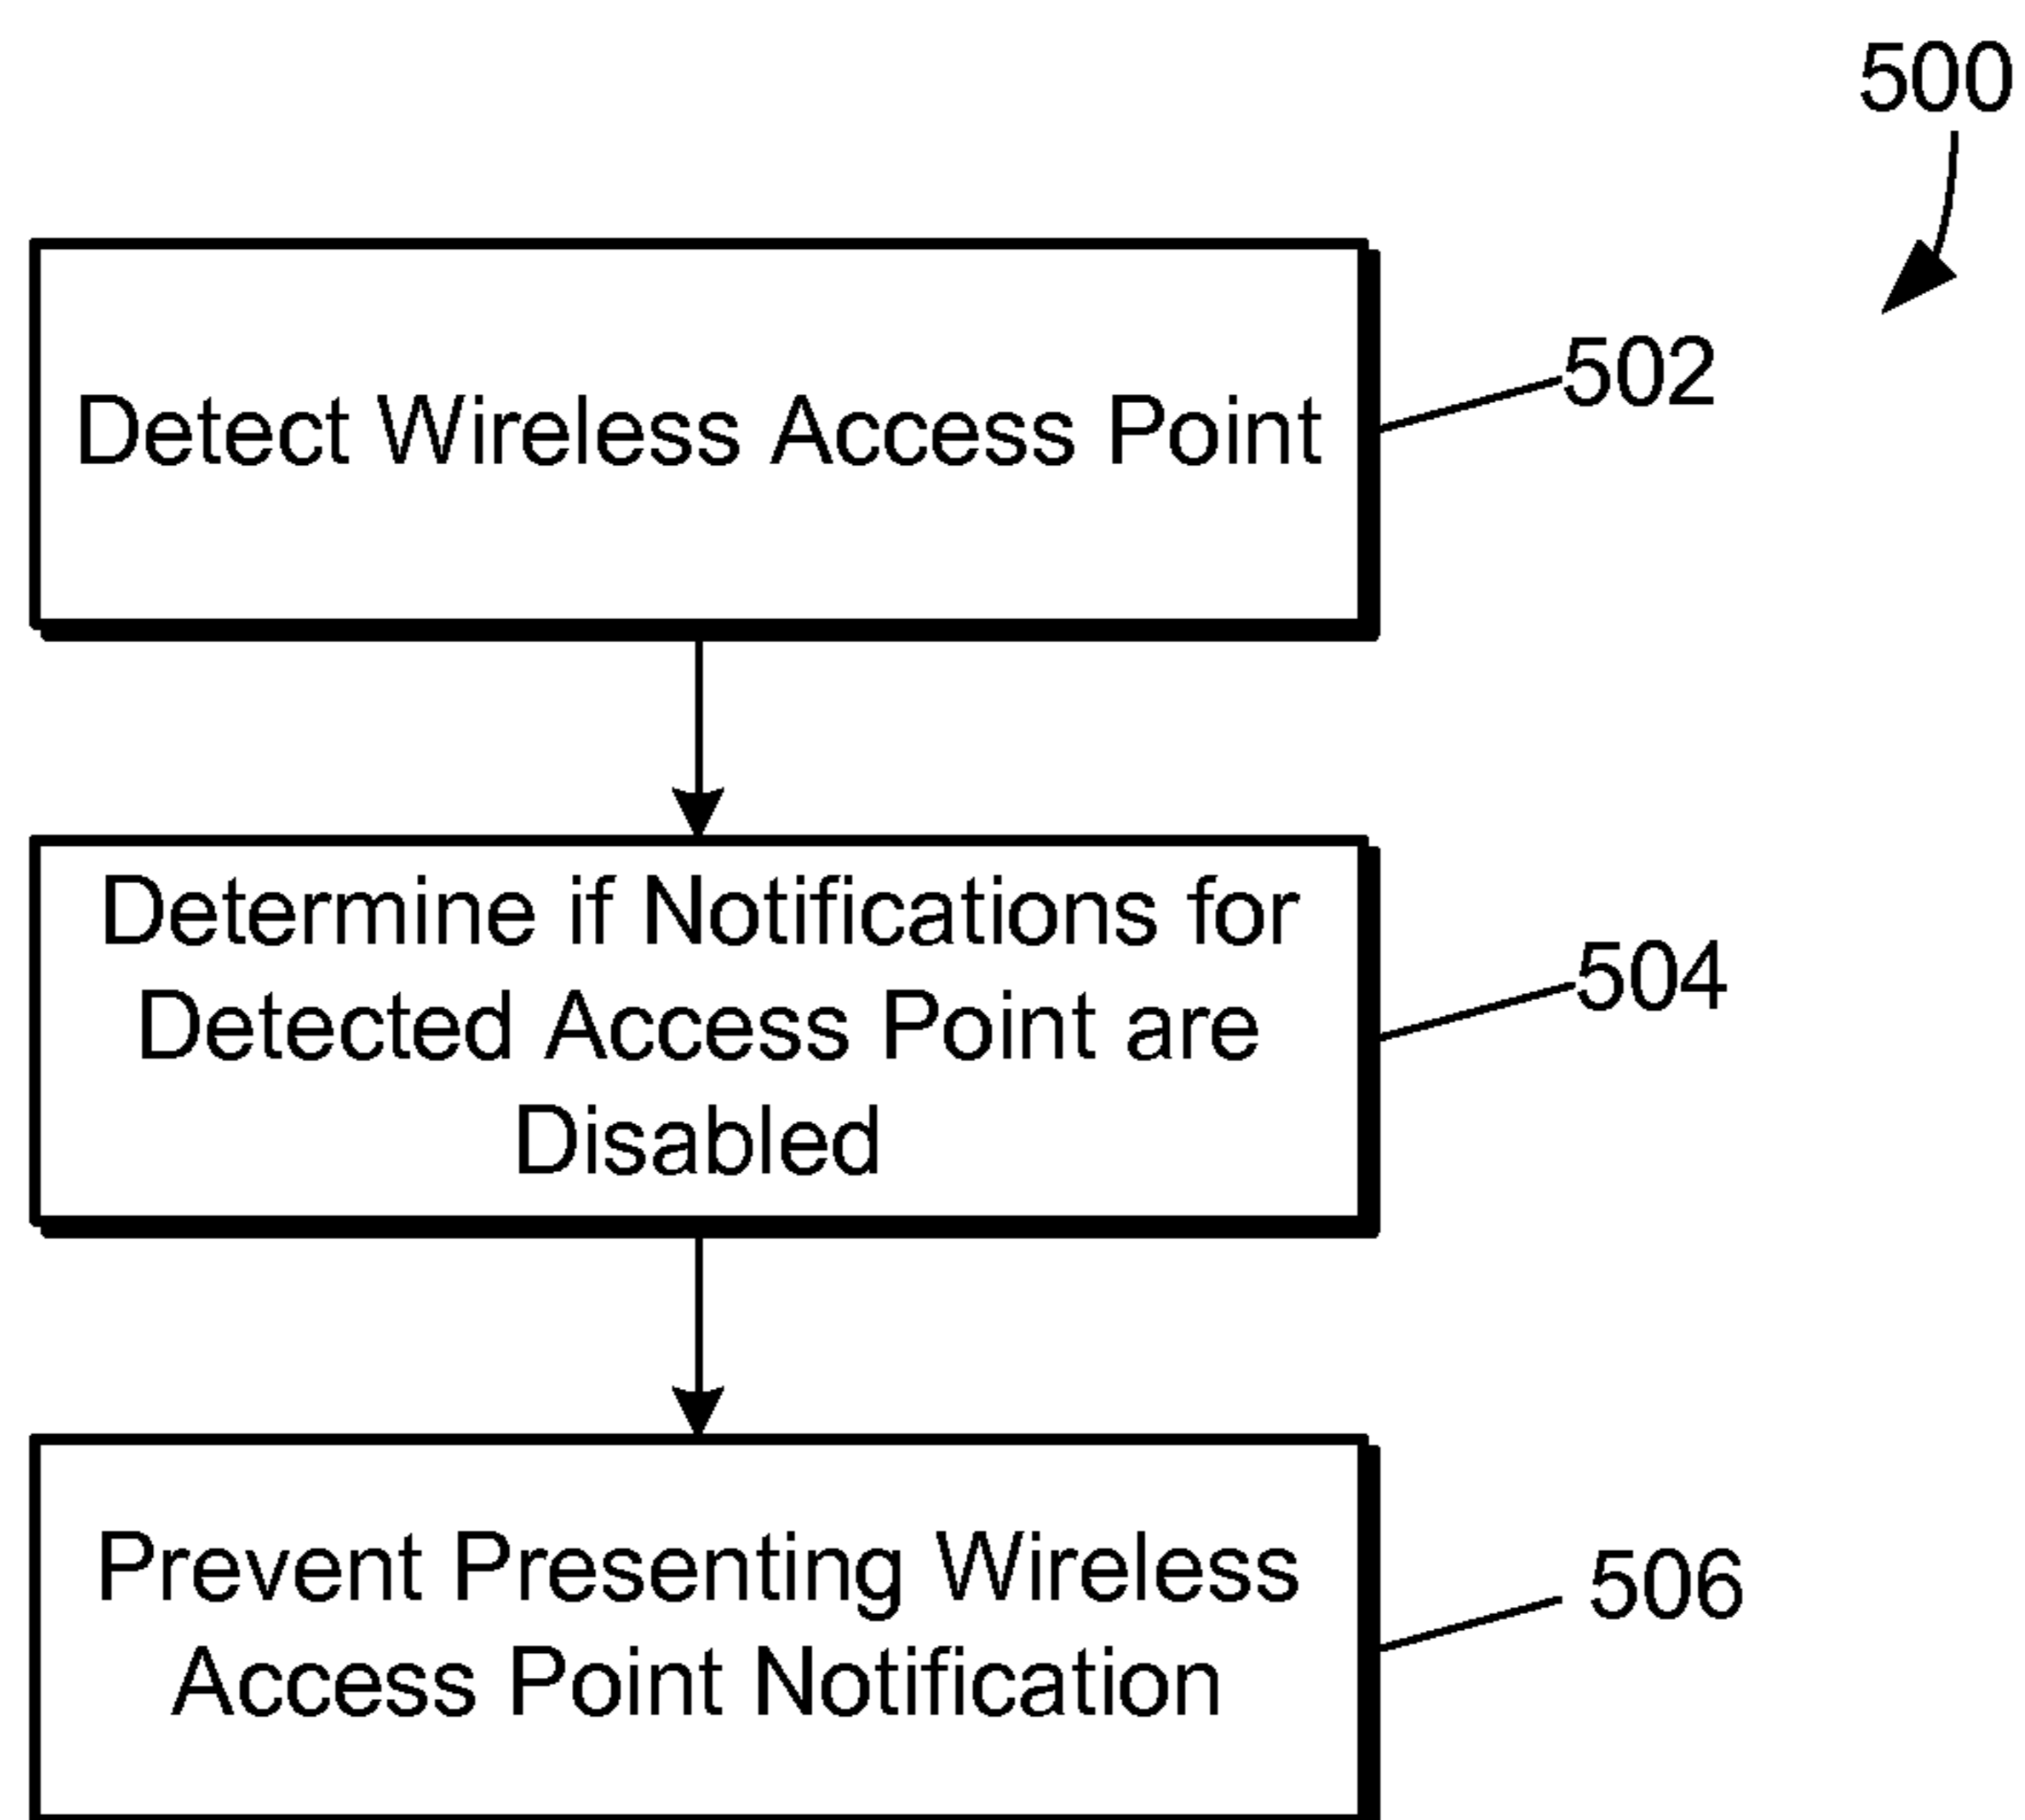 500
Detect Wireless Access Point
502
Determine if Notifications for
Detected Access Point are
Disabled
504
Prevent Presenting Wireless
Access Point Notification
506